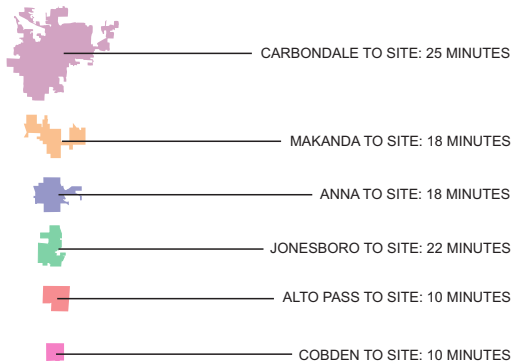 CARBONDALE TO SITE: 25 MINUTES
MAKANDA TO SITE: 18 MINUTES
ANNA TO SITE: 18 MINUTES
JONESBORO TO SITE: 22 MINUTES
ALTO PASS TO SITE: 10 MINUTES
COBDEN TO SITE: 10 MINUTES